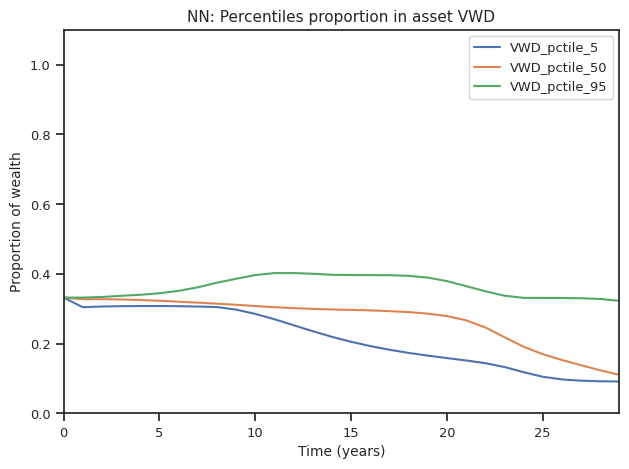 NN: Percentiles proportion in asset VWD
VWD_pctile_5
VWD_pctile_50
VWD_pctile_95
Proportion of wealth
1.0
0.8
0.6
0.4
0.2
0.0
0 5 10 15 20 25
Time (years)